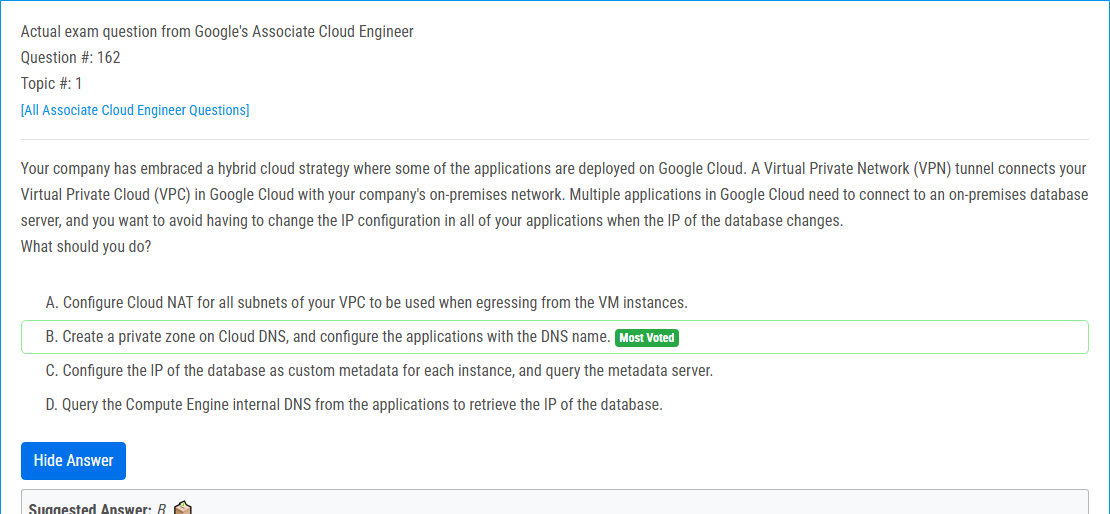 Actual exam question from Google's Associate Cloud Engineer
Question #: 162
Topic #: 1
[All Associate Cloud Engineer Questions]
Your company has embraced a hybrid cloud strategy where some of the applications are deployed on Google Cloud. A Virtual Private Network (VPN) tunnel connects your
Virtual Private Cloud (VPC) in Google Cloud with your company's on-premises network. Multiple applications in Google Cloud need to connect to an on-premises database
server, and you want to avoid having to change the IP configuration in all of your applications when the IP of the database changes.
What should you do?
A. Configure Cloud NAT for all subnets of your VPC to be used when egressing from the VM instances.
B. Create a private zone on Cloud DNS, and configure the applications with the DNS name. Most Voted
C. Configure the IP of the database as custom metadata for each instance, and query the metadata server.
D. Query the Compute Engine internal DNS from the applications to retrieve the IP of the database.
Hide Answer
Suggested Answer: B